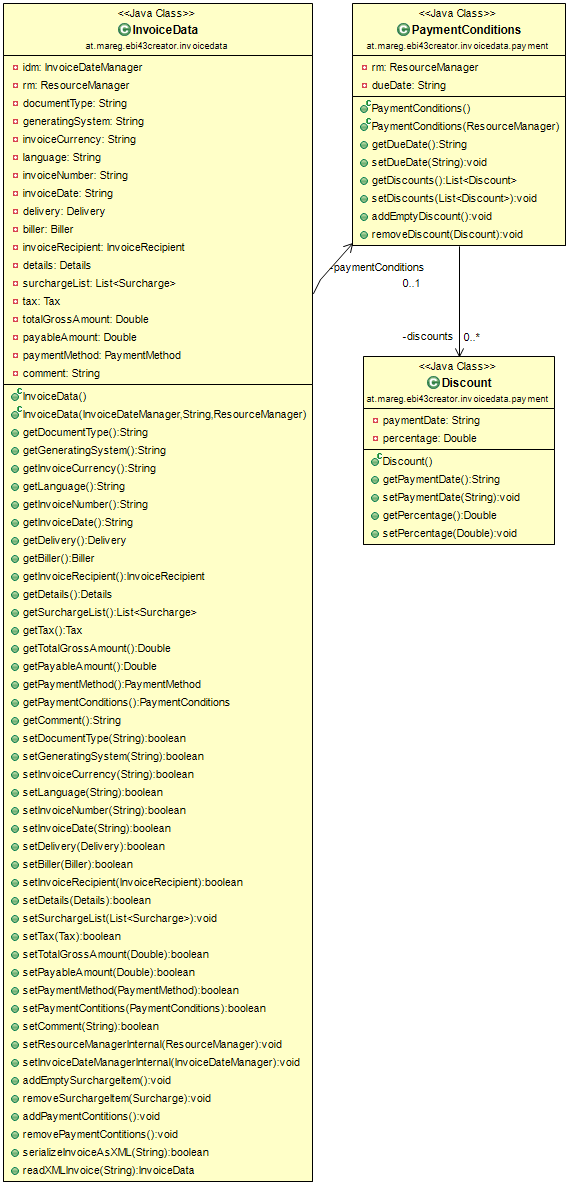 <<Java Class>>
InvoiceData
at.mareg.ebi43creator.invoicedata
idm: InvoiceDateManager
rm: ResourceManager
documentType: String
generatingSystem: String
invoiceCurrency: String
language: String
invoiceNumber: String
invoiceDate: String
delivery: Delivery
biller: Biller
invoiceRecipient: InvoiceRecipient
details: Details
surchargeList: List<Surcharge>
tax: Tax
totalGrossAmount: Double
payableAmount: Double
paymentMethod: PaymentMethod
comment: String
InvoiceData()
InvoiceData(InvoiceDateManager,String,ResourceManager)
getDocumentType():String
getGeneratingSystem():String
getInvoiceCurrency():String
getLanguage():String
getInvoiceNumber():String
getInvoiceDate():String
getDelivery():Delivery
getBiller():Biller
getInvoiceRecipient():InvoiceRecipient
getDetails():Details
getSurchargeList():List<Surcharge>
getTax():Tax
getTotalGrossAmount():Double
getPayableAmount():Double
getPaymentMethod():PaymentMethod
getPaymentConditions():PaymentConditions
getComment():String
setDocumentType(String):boolean
setGeneratingSystem(String):boolean
setInvoiceCurrency(String):boolean
setLanguage(String):boolean
setInvoiceNumber(String):boolean
setInvoiceDate(String):boolean
setDelivery(Delivery):boolean
setBiller(Biller):boolean
setInvoiceRecipient(InvoiceRecipient):boolean
setDetails(Details):boolean
setSurchargeList(List<Surcharge>):void
setTax(Tax):boolean
setTotalGrossAmount(Double):boolean
setPayableAmount(Double):boolean
setPaymentMethod(PaymentMethod):boolean
setPaymentContitions(PaymentConditions):boolean
setComment(String):boolean
setResourceManagerInternal(ResourceManager):void
setInvoiceDateManagerInternal(InvoiceDateManager):void
addEmptySurchargeItem():void
removeSurchargeItem(Surcharge):void
addPaymentContitions():void
removePaymentContitions():void
serializeInvoiceAsXML(String):boolean
readXMLInvoice(String):InvoiceData
<<Java Class>>
PaymentConditions
at.mareg.ebi43creator.invoicedata.payment
rm: ResourceManager
dueDate: String
PaymentConditions()
PaymentConditions(ResourceManager)
getDueDate():String
setDueDate(String):void
getDiscounts():List<Discount>
setDiscounts(List<Discount>):void
addEmptyDiscount():void
removeDiscount(Discount):void
-paymentConditions
0..1
-discounts 0..*
<<Java Class>>
Discount
at.mareg.ebi43creator.invoicedata.payment
paymentDate: String
percentage: Double
Discount()
getPaymentDate():String
setPaymentDate(String):void
getPercentage():Double
setPercentage(Double):void